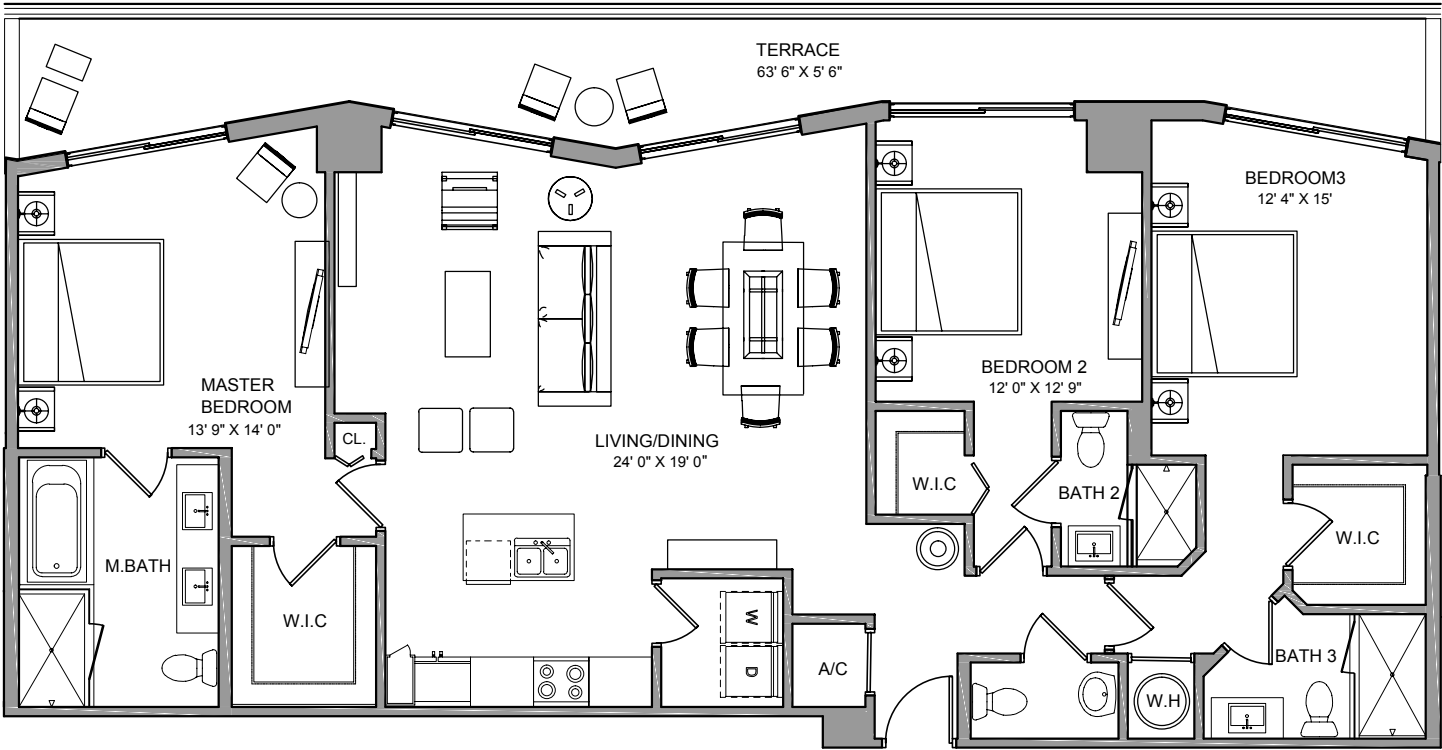 TERRACE
63' 6" X 5' 6"
BEDROOM3
12' 4" X 15'
BEDROOM 2
12' 0" X 12' 9"
MASTER
BEDROOM
13' 9" X 14' 0"
CL.
LIVING/DINING
24' 0" X 19' 0"
W.I.C
BATH 2
W.I.C
M.BATH
W.I.C
W
D
A/C
BATH 3
W.H